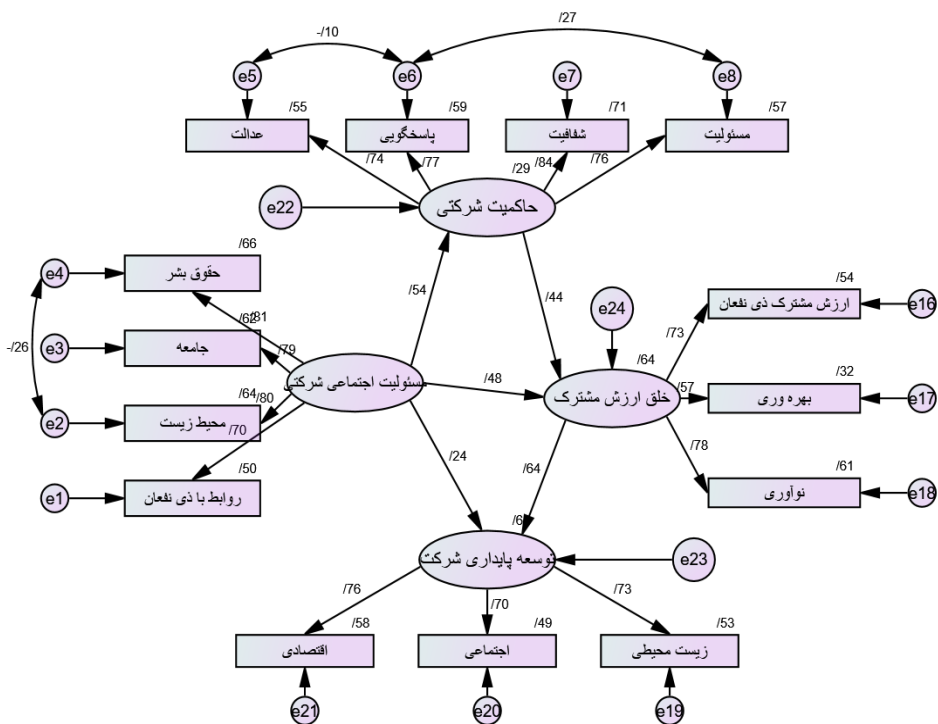 -/10
/27
e5
e6
e7
e8
/55
/59
/71
/57
عدالت
پاسخگویی
شفافیت
مسئولیت
/74
/77
/29
/84
/76
e22
حاکمیت شرکتی
/66
e4
حقوق بشر
/54
/44
e24
/54
ارزش مشترک ذی نفعان
e16
-/26
/62
/81
e3
جامعه
/79
/73
/64
مسئولیت اجتماعی شرکتی
/48
خلق ارزش مشترک
/57
/32
بهره وری
e17
/64
/80
e2
محیط زیست
/70
/78
/50
e1
روابط با ذی نفعان
/24
/64
/61
نوآوری
e18
توسعه پایداری شرکت
e23
/76
/70
/73
/58
/49
/53
اقتصادی
اجتماعی
زیست محیطی
e21
e20
e19